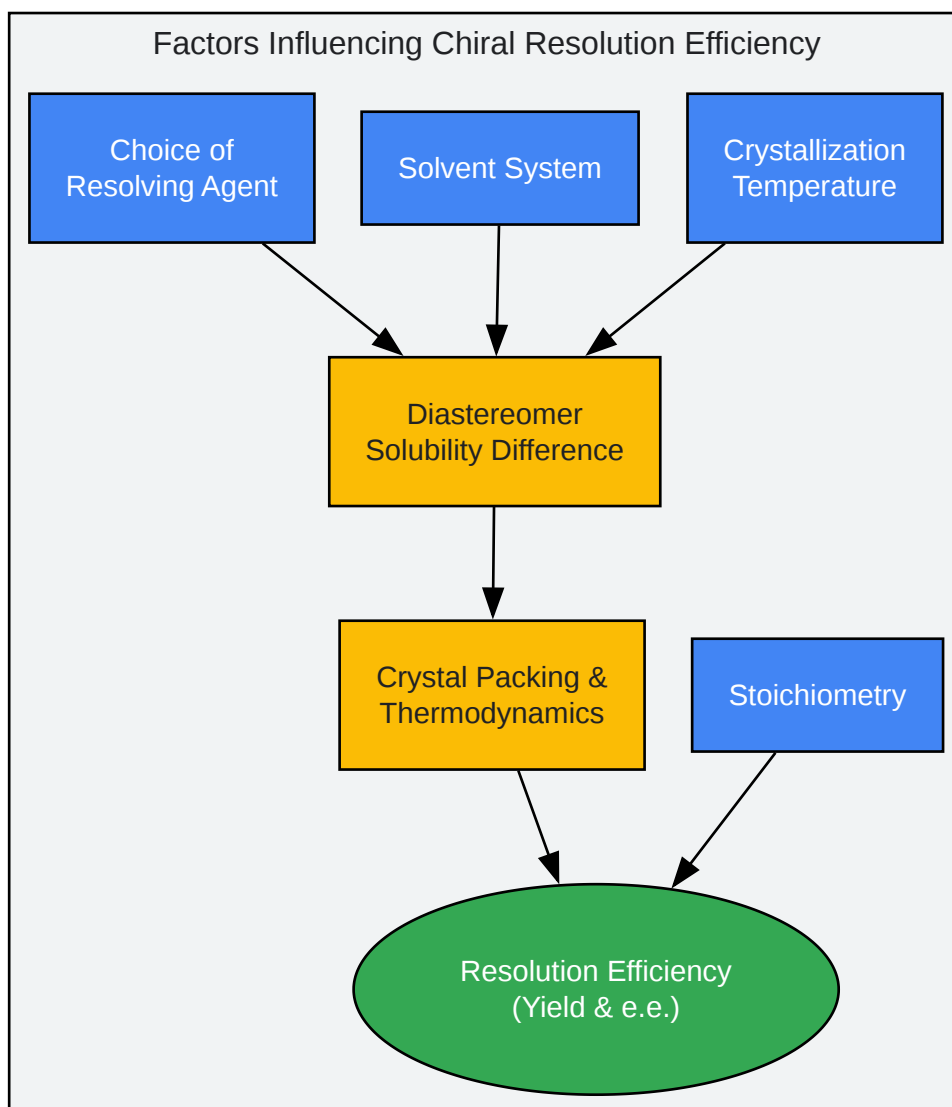 Factors Influencing Chiral Resolution Efficiency
Choice of
Resolving Agent
Solvent System
Crystallization
Temperature
Diastereomer
Solubility Difference
Crystal Packing &
Thermodynamics
Stoichiometry
Resolution Efficiency
(Yield & e.e.)